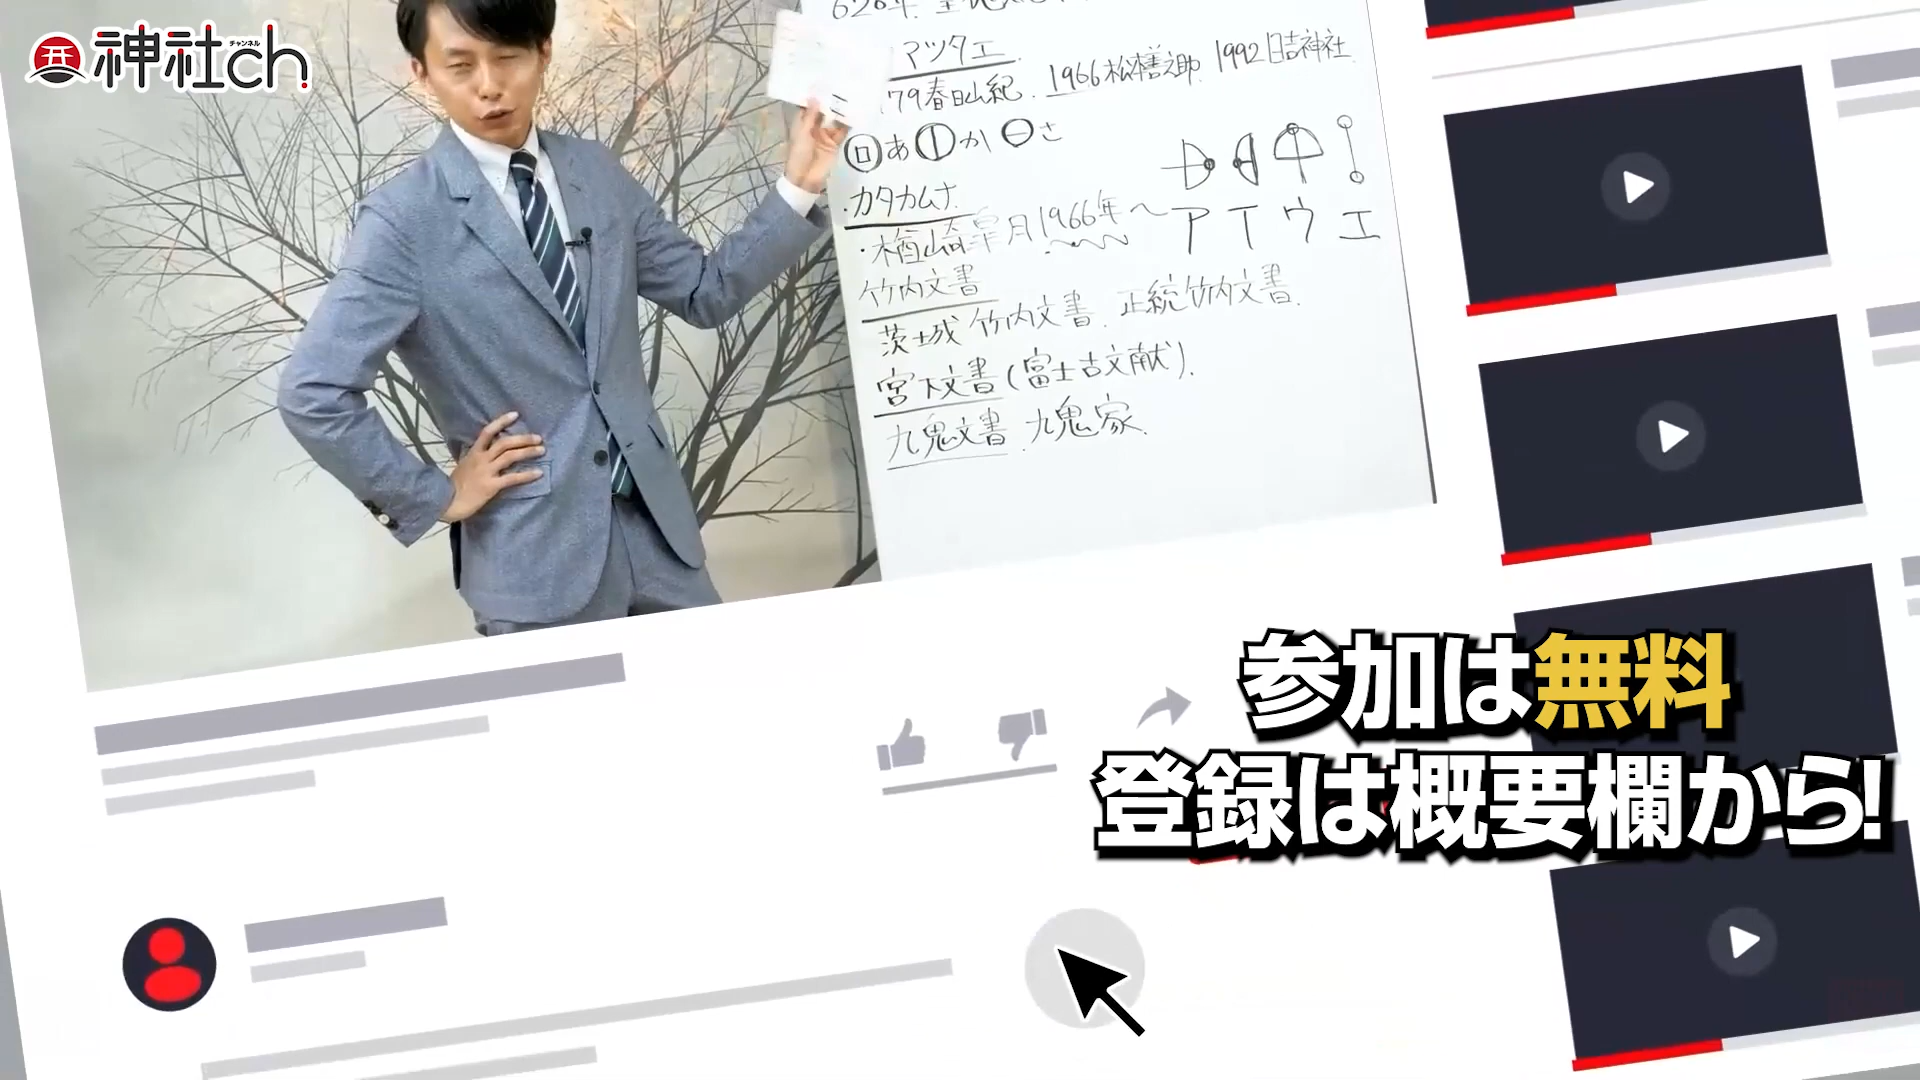 神社ch
チャンネル
マツタエ
79春日山紀. 1966松本善之助. 1992日吉神社
あ か さ
・カタカムナ.
・楢崎皐月1966年〜
アイウエ
竹内文書
茨城 竹内文書. 正統竹内文書.
宮下文書(富士古文献).
九鬼文書. 九鬼家.
参加は無料
登録は概要欄から!